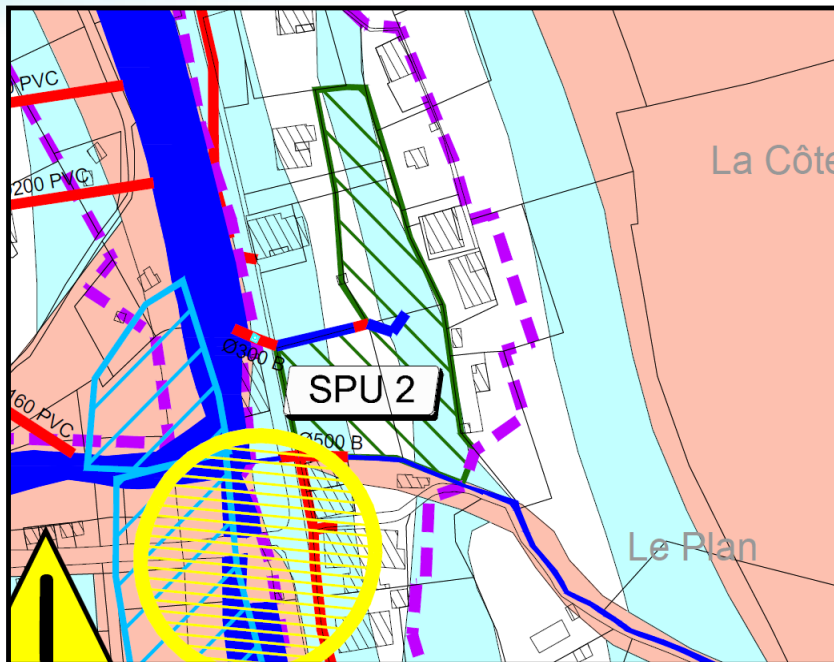 PVC
La Côte
200 PVC
Ø300 B
SPU 2
160 PVC
Ø500 B
Le Plan